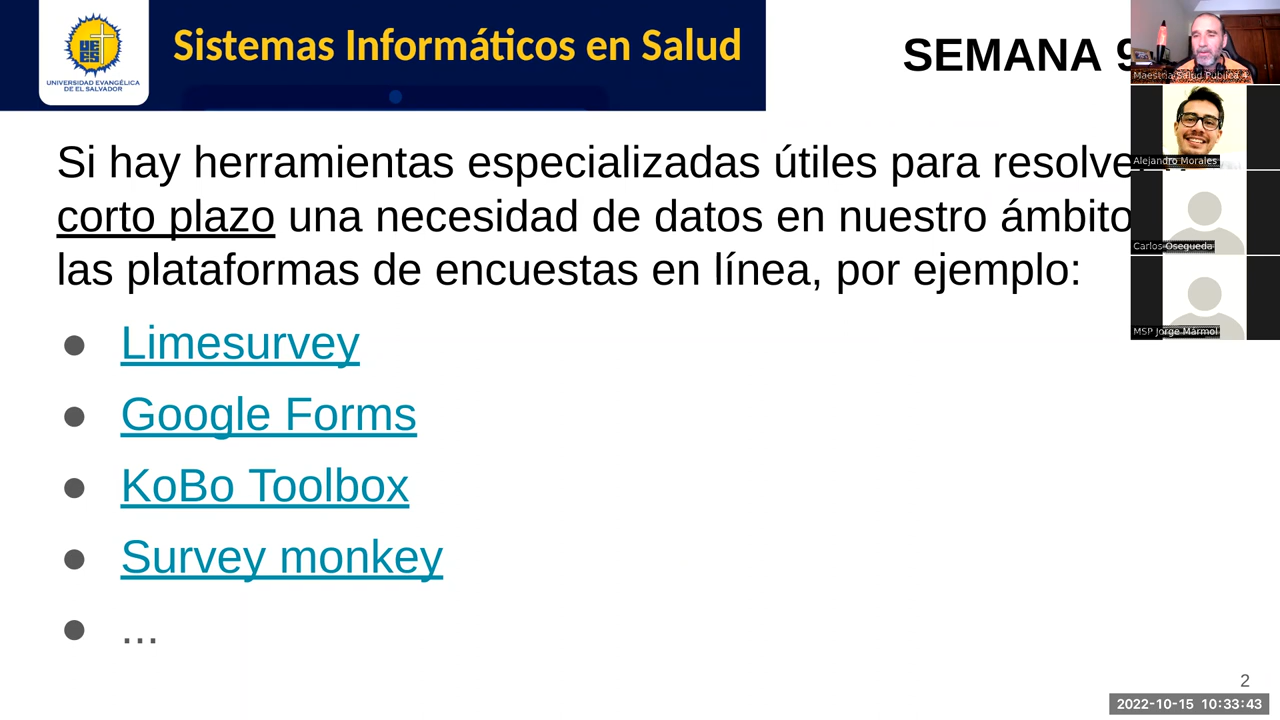 UNIVERSIDAD EVANGÉLICA
DE EL SALVADOR
Sistemas Informáticos en Salud
SEMANA 9
Maestria Salud Publica 4
Alejandro Morales
Carlos Osegueda
MSP Jorge Mármol
Si hay herramientas especializadas útiles para resolver
corto plazo una necesidad de datos en nuestro ámbito
las plataformas de encuestas en línea, por ejemplo:
● Limesurvey
● Google Forms
● KoBo Toolbox
● Survey monkey
● ...
2
2022-10-15 10:33:43